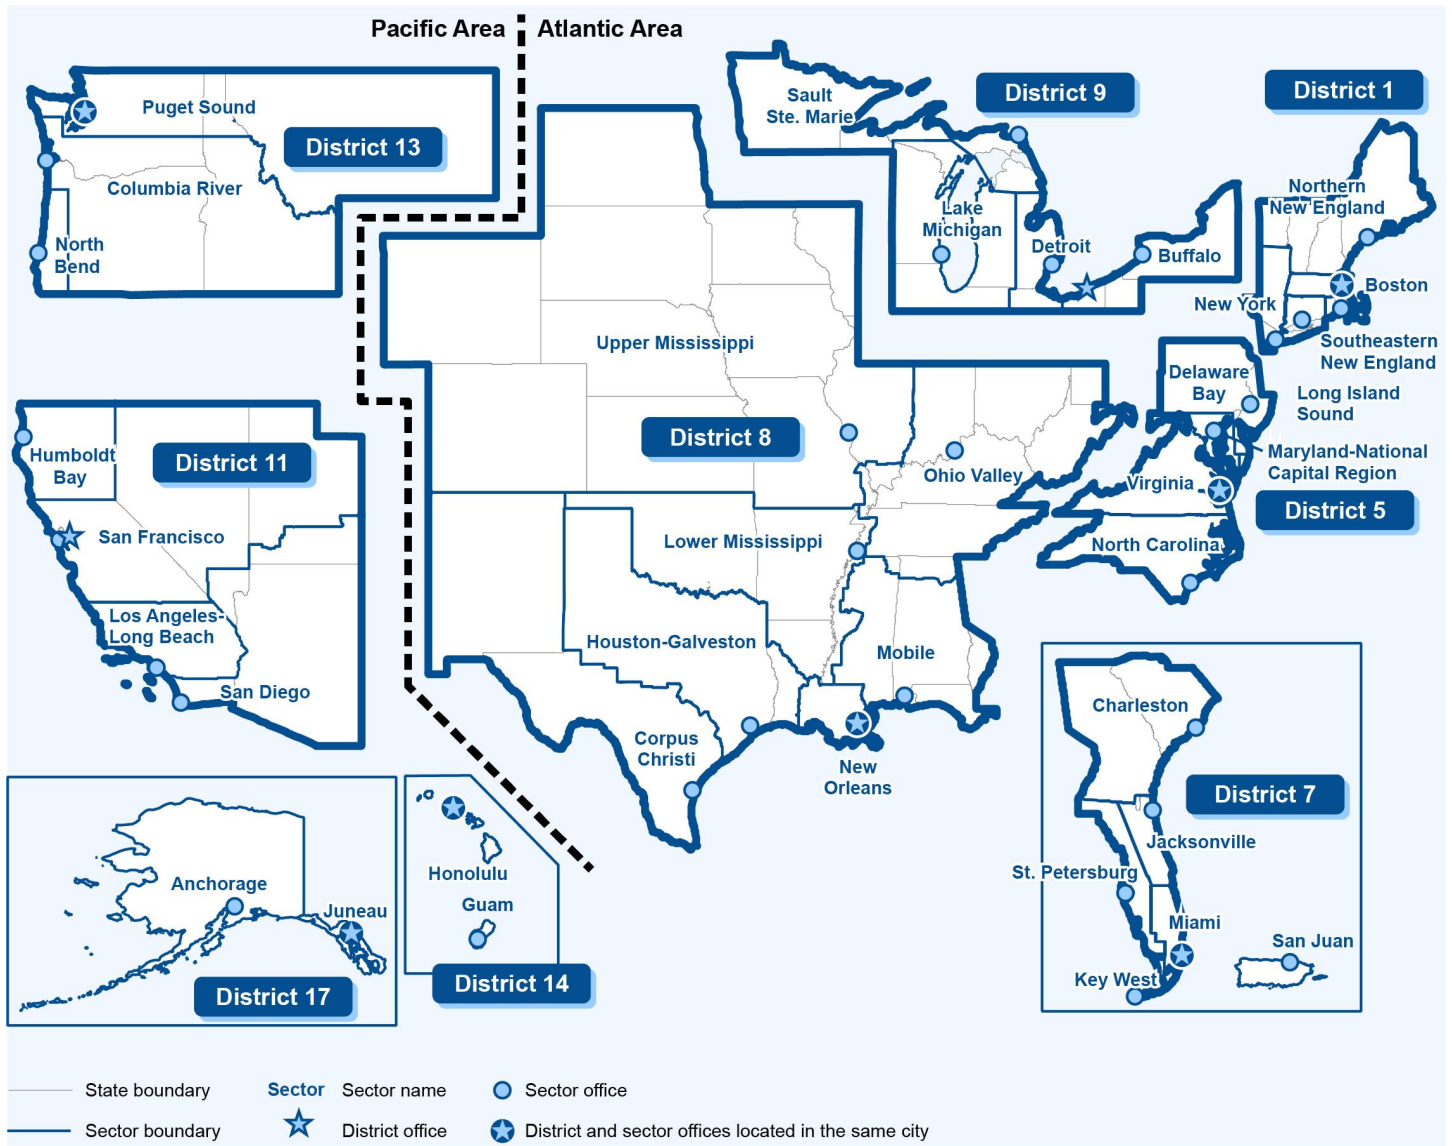 Pacific Area
Atlantic Area
Puget Sound
District 13
Columbia River
North
Bend
Sault
Ste. Marie
District 9
Lake
Michigan
Detroit
Buffalo
District 1
Northern
New England
Boston
New York
Southeastern
New England
Long Island
Sound
Delaware
Bay
Maryland-National
Capital Region
Virginia
District 5
North Carolina
Upper Mississippi
District 8
Ohio Valley
Lower Mississippi
Houston-Galveston
Mobile
Corpus
Christi
New
Orleans
Humboldt
Bay
District 11
San Francisco
Los Angeles-
Long Beach
San Diego
Charleston
District 7
Jacksonville
St. Petersburg
Miami
Key West
San Juan
Anchorage
Juneau
District 17
Honolulu
Guam
District 14
State boundary
Sector Sector name
Sector office
Sector boundary
District office
District and sector offices located in the same city